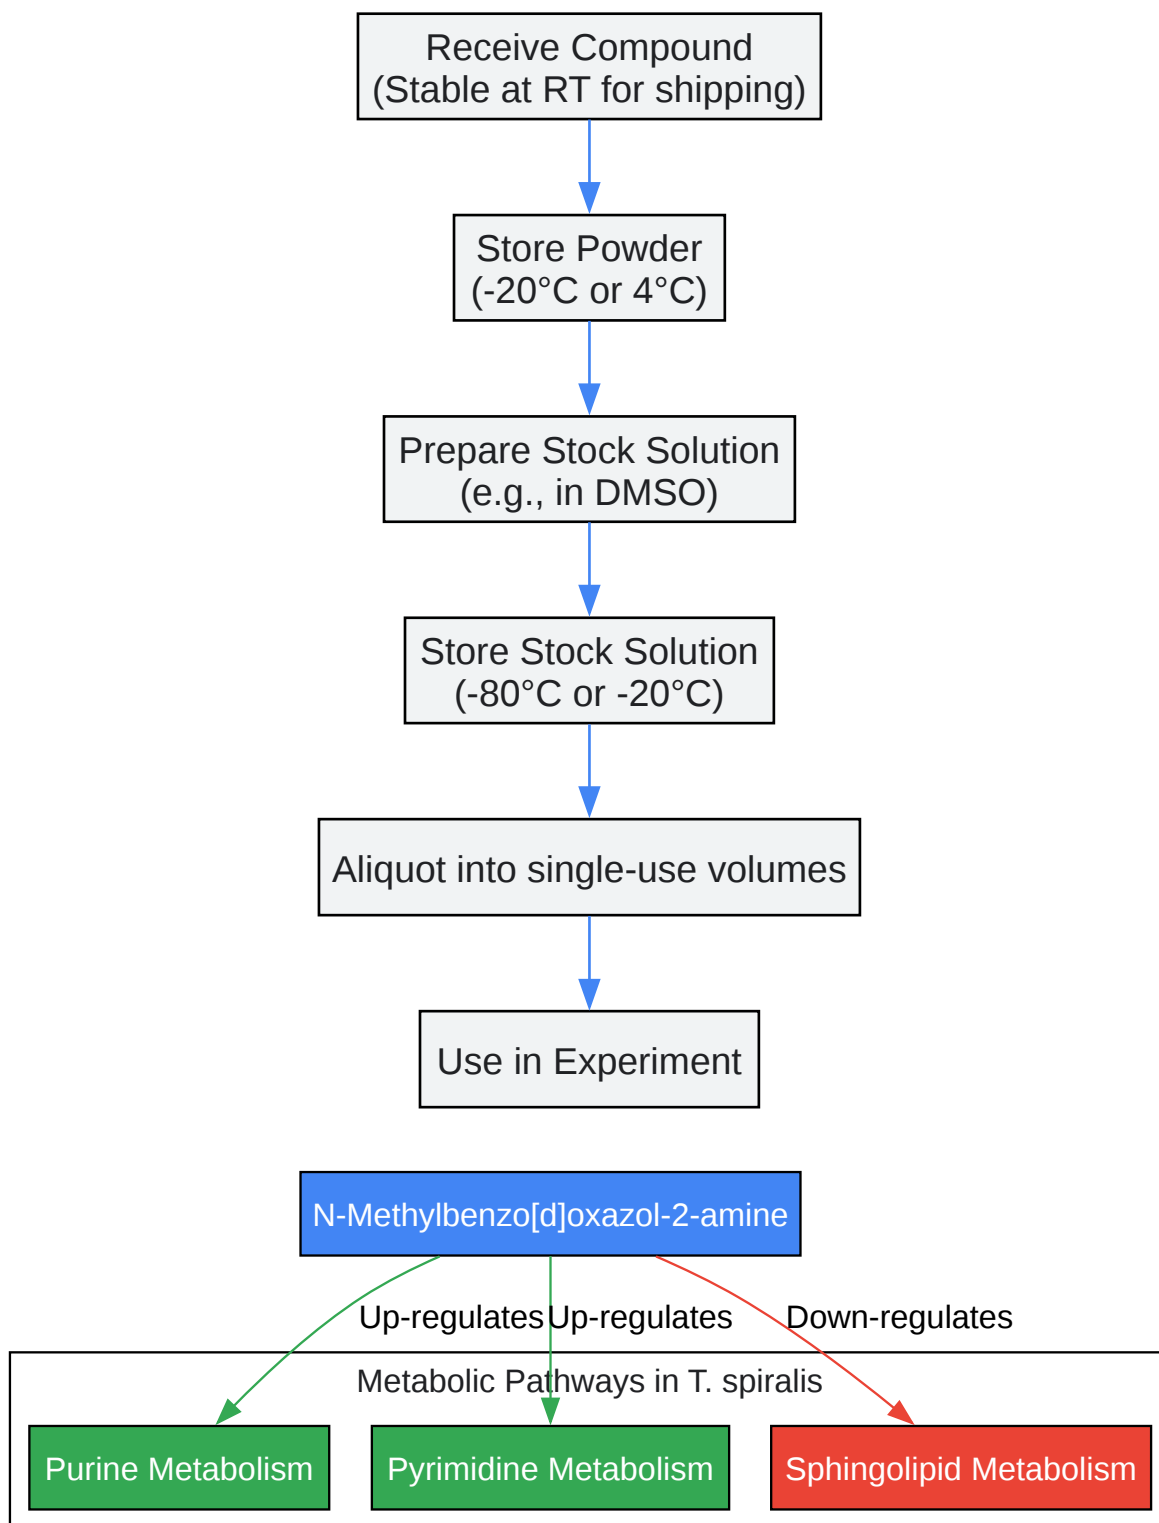 Receive Compound
(Stable at RT for shipping)
Store Powder
(-20°C or 4°C)
Prepare Stock Solution
(e.g., in DMSO)
Store Stock Solution
(-80°C or -20°C)
Aliquot into single-use volumes
Use in Experiment
N-Methylbenzo[d]oxazol-2-amine
Up-regulates Up-regulates Down-regulates
Metabolic Pathways in T. spiralis
Purine Metabolism Pyrimidine Metabolism Sphingolipid Metabolism